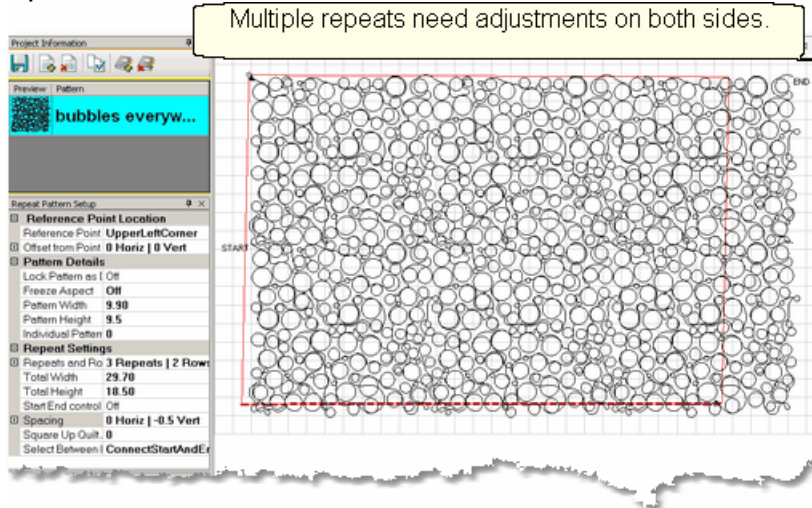 Multiple repeats need adjustments on both sides.
Project Information
Preview Pattern
bubbles everyw...
Repeat Pattern Setup
Reference Point Location
Reference Point UpperLeftCorner
Offset from Point 0 Horiz | 0 Vert
Pattern Details
Lock Pattern as I Off
Freeze Aspect Off
Pattern Width 9.90
Pattern Height 9.5
Individual Patter 0
Repeat Settings
Repeats and Ro 3 Repeats | 2 Rows
Total Width 29.70
Total Height 18.50
Start End control Off
Spacing 0 Horiz | -0.5 Vert
Square Up Quilt. 0
Select Between I ConnectStartAndEr
START
END